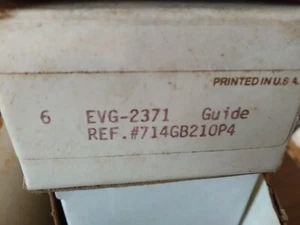 PRINTED IN U.S.A.
6 EVG-2371 Guide
REF.#714GB210P4